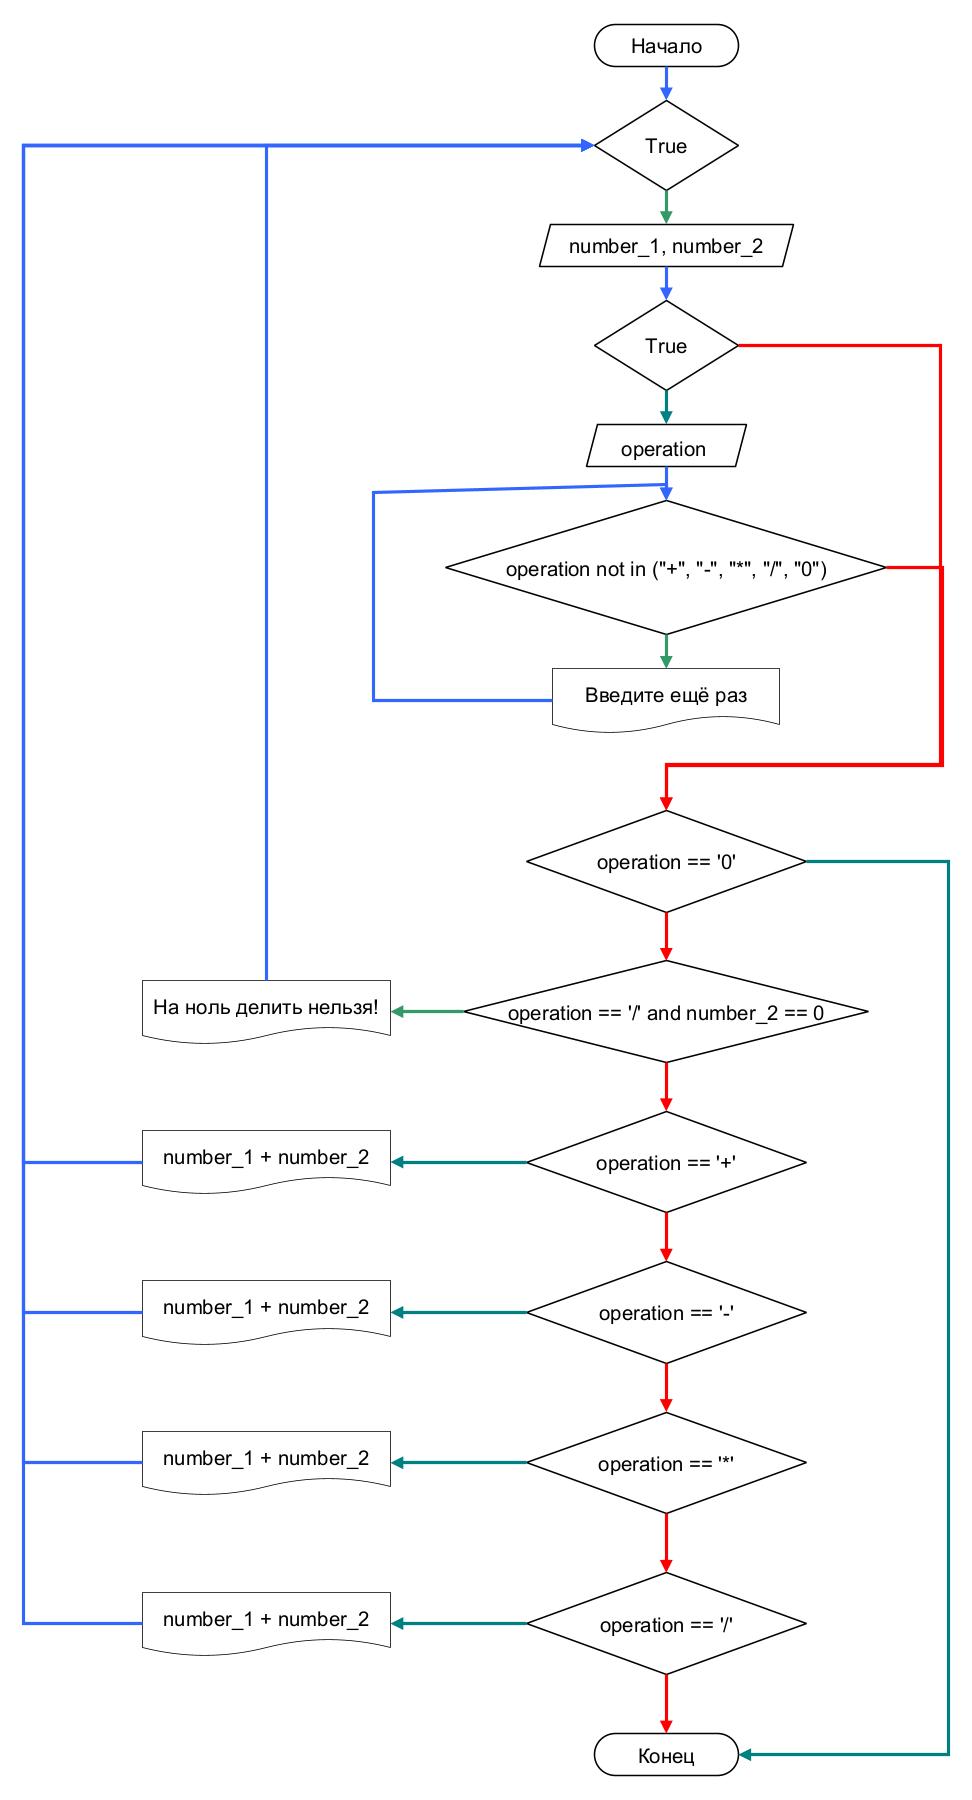 Начало
True
number_1, number_2
True
operation
operation not in ("+", "-", "*", "/", "0")
Введите ещё раз
operation == '0'
На ноль делить нельзя!
operation == '/' and number_2 == 0
number_1 + number_2
operation == '+'
number_1 + number_2
operation == '-'
number_1 + number_2
operation == '*'
number_1 + number_2
operation == '/'
Конец